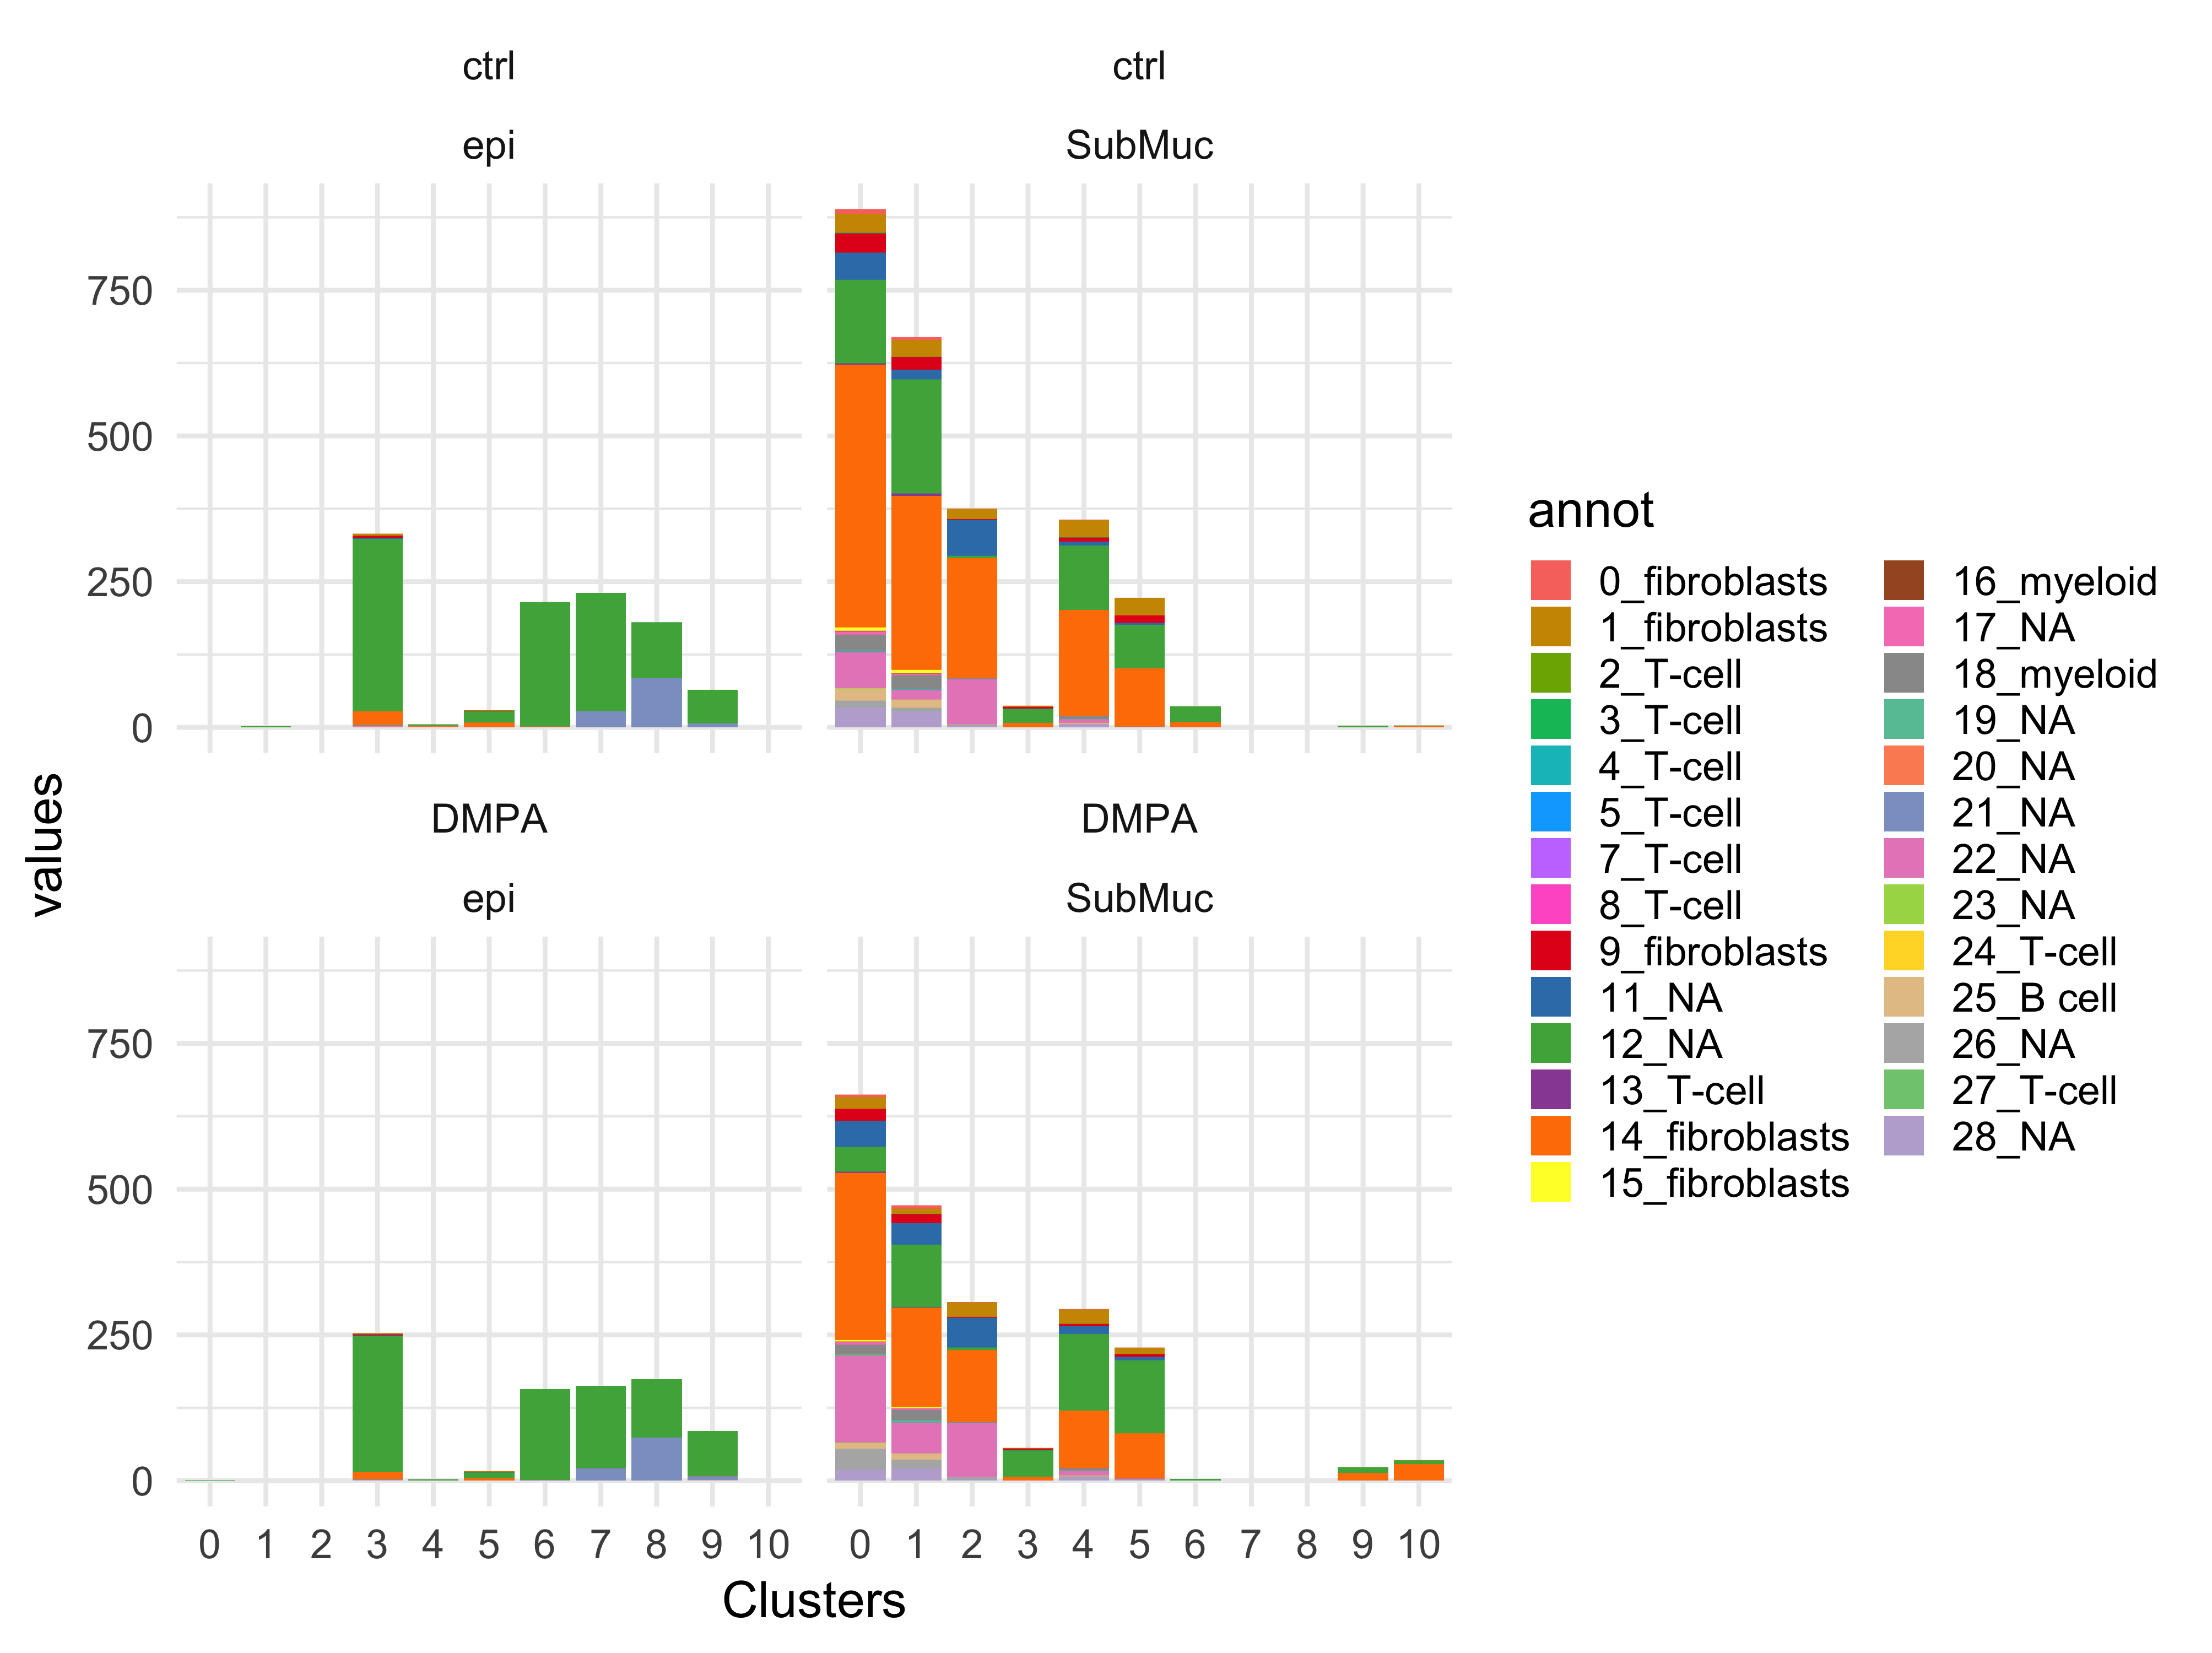 ctrl
epi
ctrl
SubMuc
750
500
250
0
DMPA
epi
DMPA
SubMuc
750
500
250
0
0 1 2 3 4 5 6 7 8 9 10
0 1 2 3 4 5 6 7 8 9 10
Clusters
values
annot
0_fibroblasts
1_fibroblasts
2_T-cell
3_T-cell
4_T-cell
5_T-cell
7_T-cell
8_T-cell
9_fibroblasts
11_NA
12_NA
13_T-cell
14_fibroblasts
15_fibroblasts
16_myeloid
17_NA
18_myeloid
19_NA
20_NA
21_NA
22_NA
23_NA
24_T-cell
25_B cell
26_NA
27_T-cell
28_NA